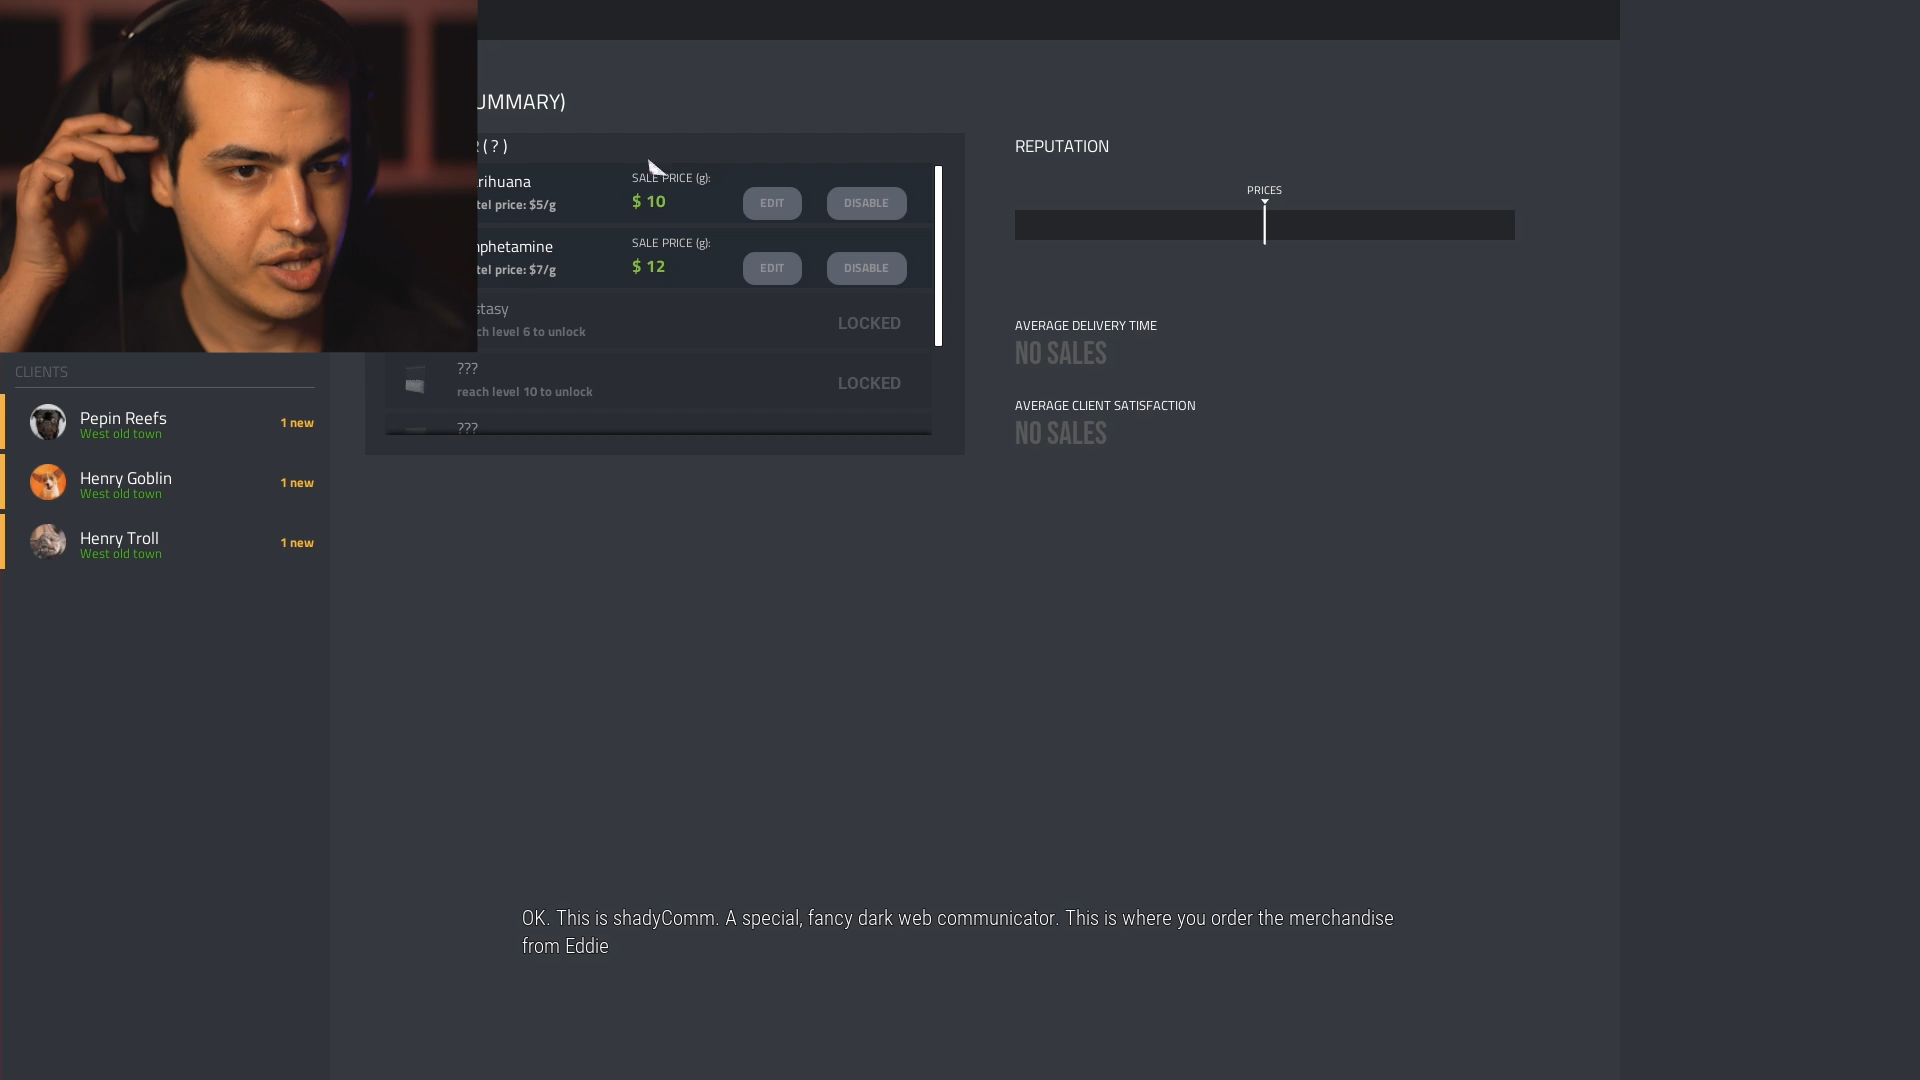 UMMARY)
R ( ? )
rihuana
SALE PRICE (g):
tel price: $5/g
$ 10
EDIT
DISABLE
nphetamine
SALE PRICE (g):
tel price: $7/g
$ 12
EDIT
DISABLE
stasy
ch level 6 to unlock
LOCKED
???
reach level 10 to unlock
LOCKED
???
REPUTATION
PRICES
AVERAGE DELIVERY TIME
NO SALES
AVERAGE CLIENT SATISFACTION
NO SALES
CLIENTS
Pepin Reefs
West old town
1 new
Henry Goblin
West old town
1 new
Henry Troll
West old town
1 new
OK. This is shadyComm. A special, fancy dark web communicator. This is where you order the merchandise
from Eddie